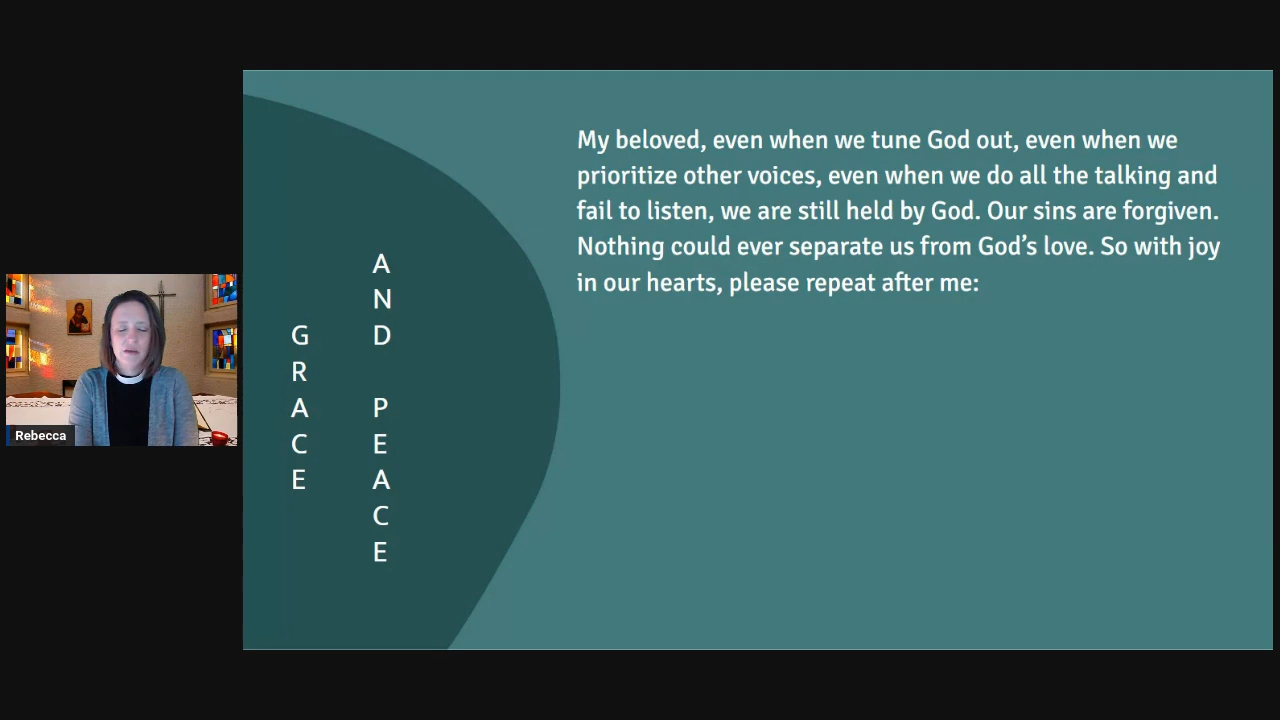 My beloved, even when we tune God out, even when we
prioritize other voices, even when we do all the talking and
fail to listen, we are still held by God. Our sins are forgiven.
Nothing could ever separate us from God’s love. So with joy
in our hearts, please repeat after me:
GRACE
AND PEACE
Rebecca